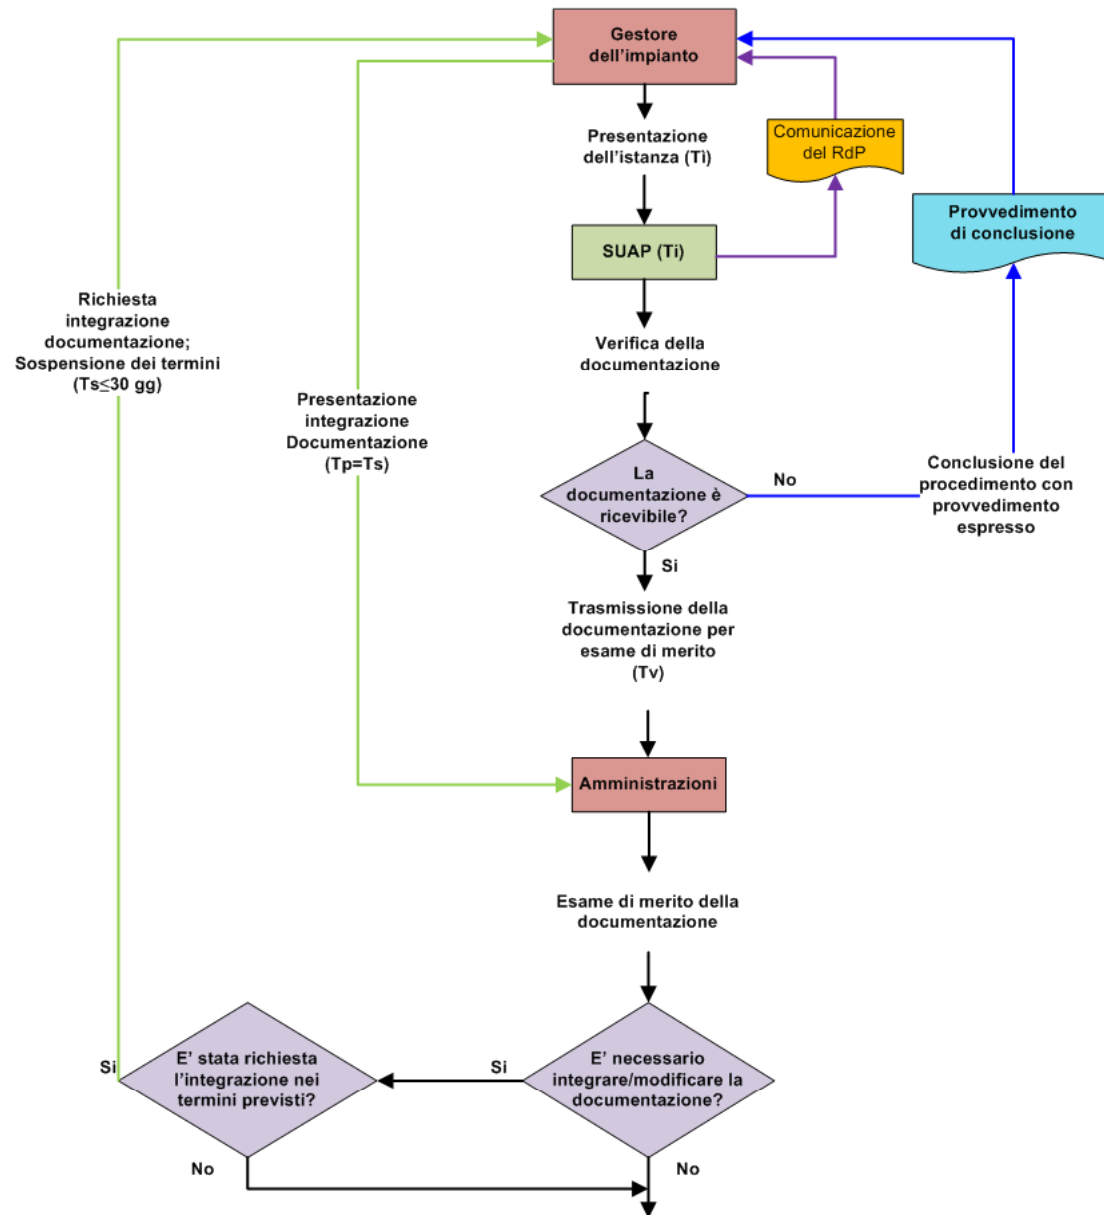 Gestore
dell'impianto
Presentazione
dell'istanza (Tì)
Comunicazione
del RdP
Provvedimento
di conclusione
SUAP (Ti)
Richiesta
integrazione
documentazione;
Sospensione dei termini
(Ts≤30 gg)
Verifica della
documentazione
Presentazione
integrazione
Documentazione
(Tp=Ts)
La
documentazione è
ricevibile?
No
Conclusione del
procedimento con
provvedimento
espresso
Si
Trasmissione della
documentazione per
esame di merito
(Tv)
Amministrazioni
Esame di merito della
documentazione
E' necessario
integrare/modificare la
documentazione?
Si
E' stata richiesta
l'integrazione nei
termini previsti?
Si
No
No